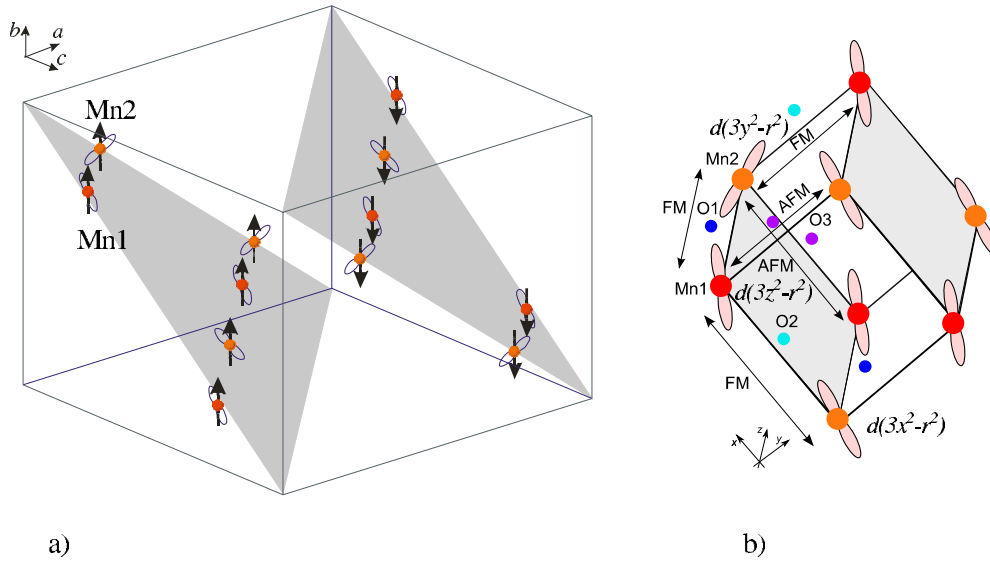 b
a
c
Mn2
Mn1
a)
d(3y²-r²)
FM
Mn2
FM
O1
AFM
O3
AFM
Mn1
d(3z²-r²)
O2
FM
d(3x²-r²)
x
z
y
b)